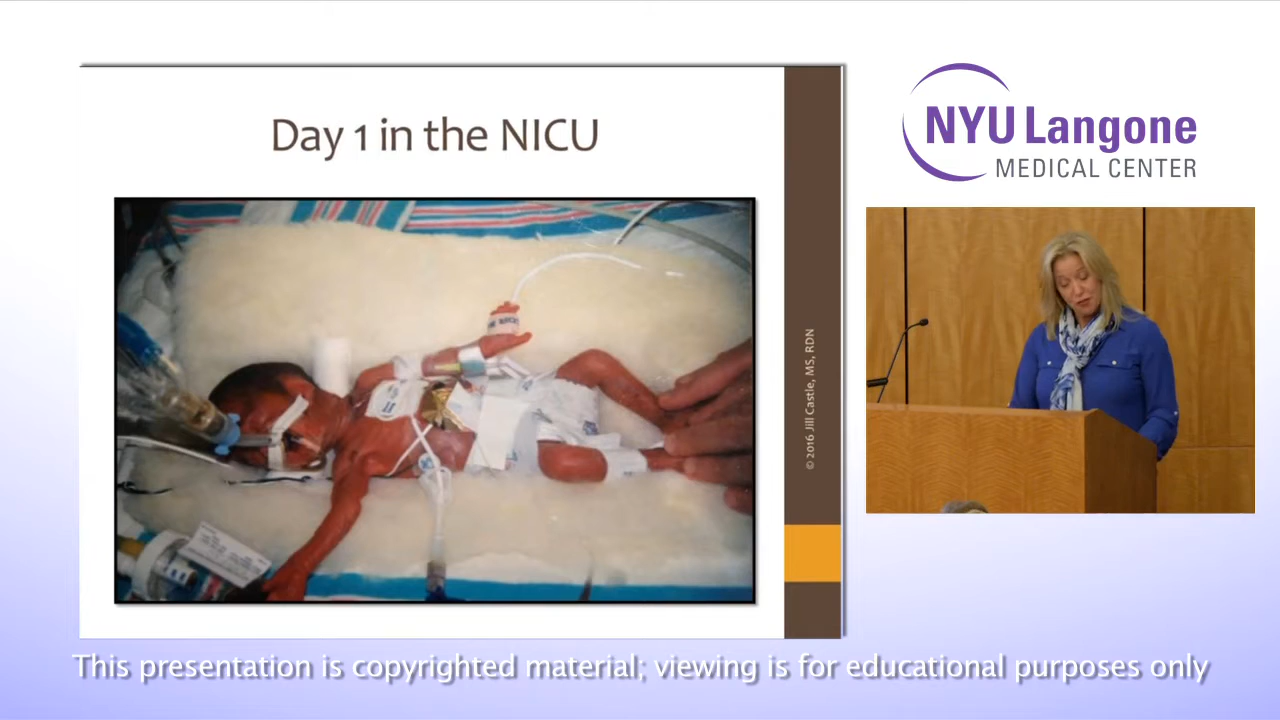 Day 1 in the NICU
© 2016 Jill Castle, MS, RDN
NYU Langone
MEDICAL CENTER
This presentation is copyrighted material; viewing is for educational purposes only